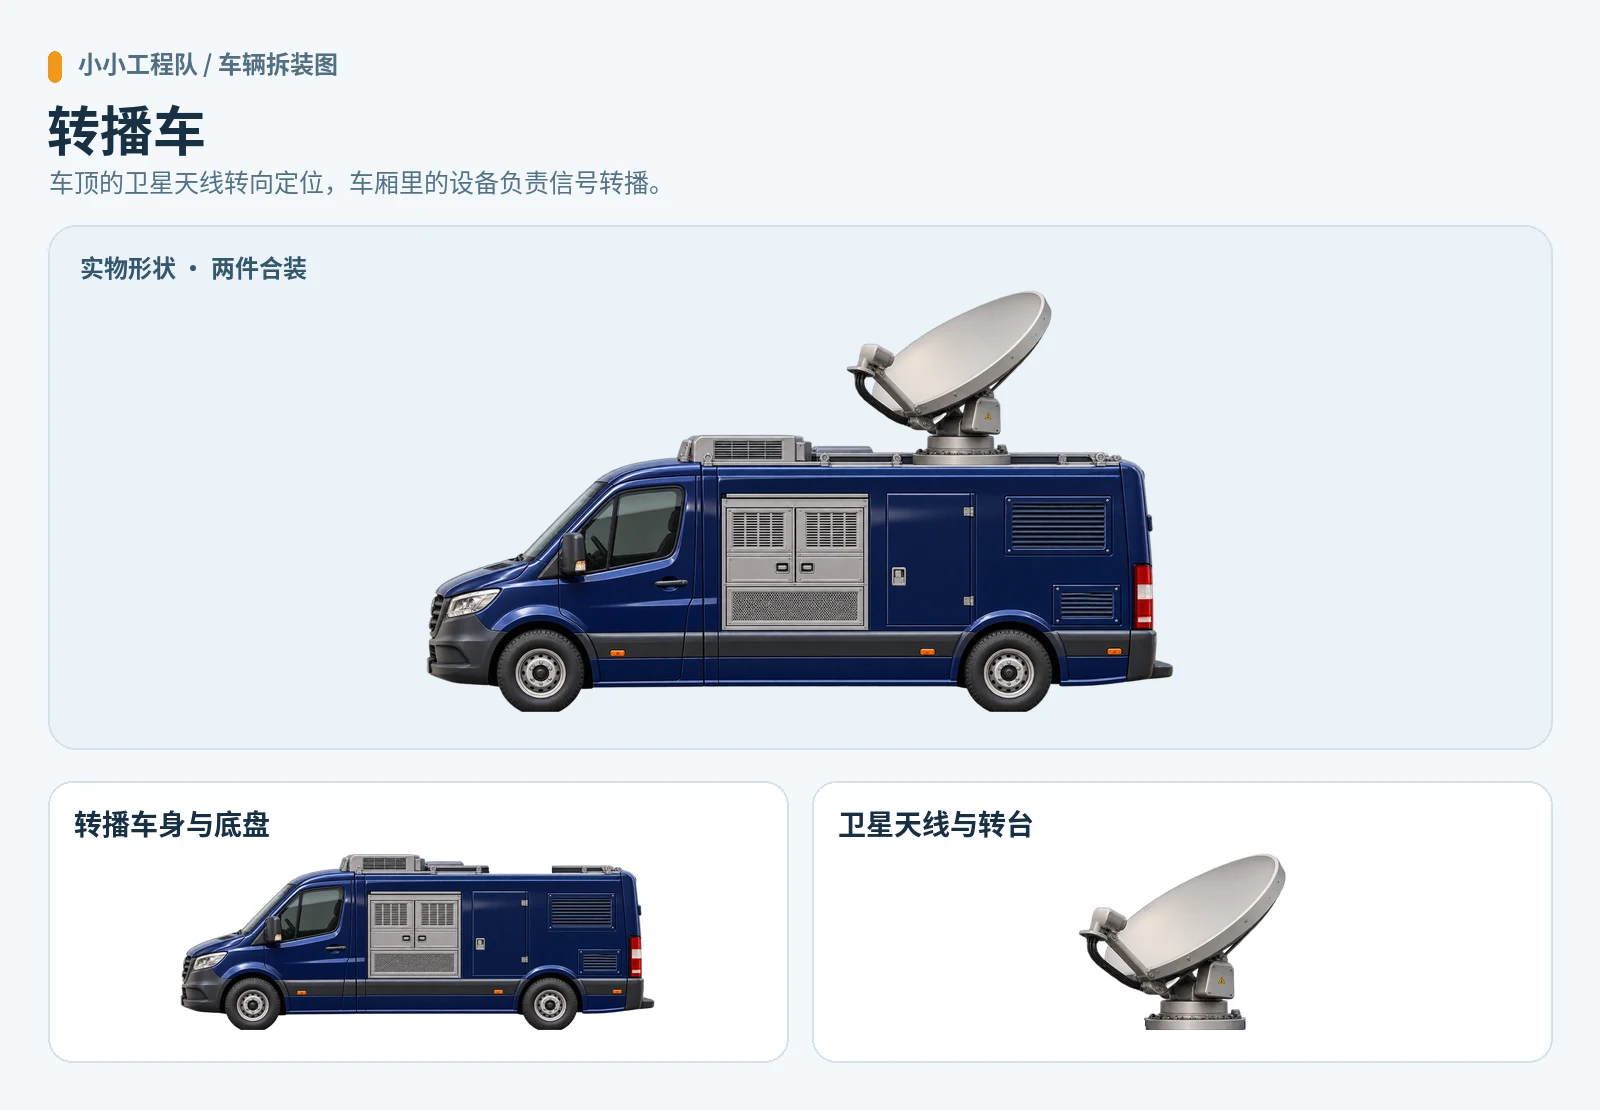 小小工程队 / 车辆拆装图
转播车
车顶的卫星天线转向定位，车厢里的设备负责信号转播。
实物形状 · 两件合装
转播车身与底盘
卫星天线与转台